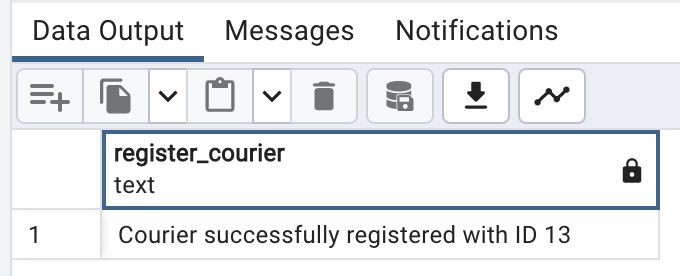 Data Output Messages Notifications
register_courier
text
1 Courier successfully registered with ID 13